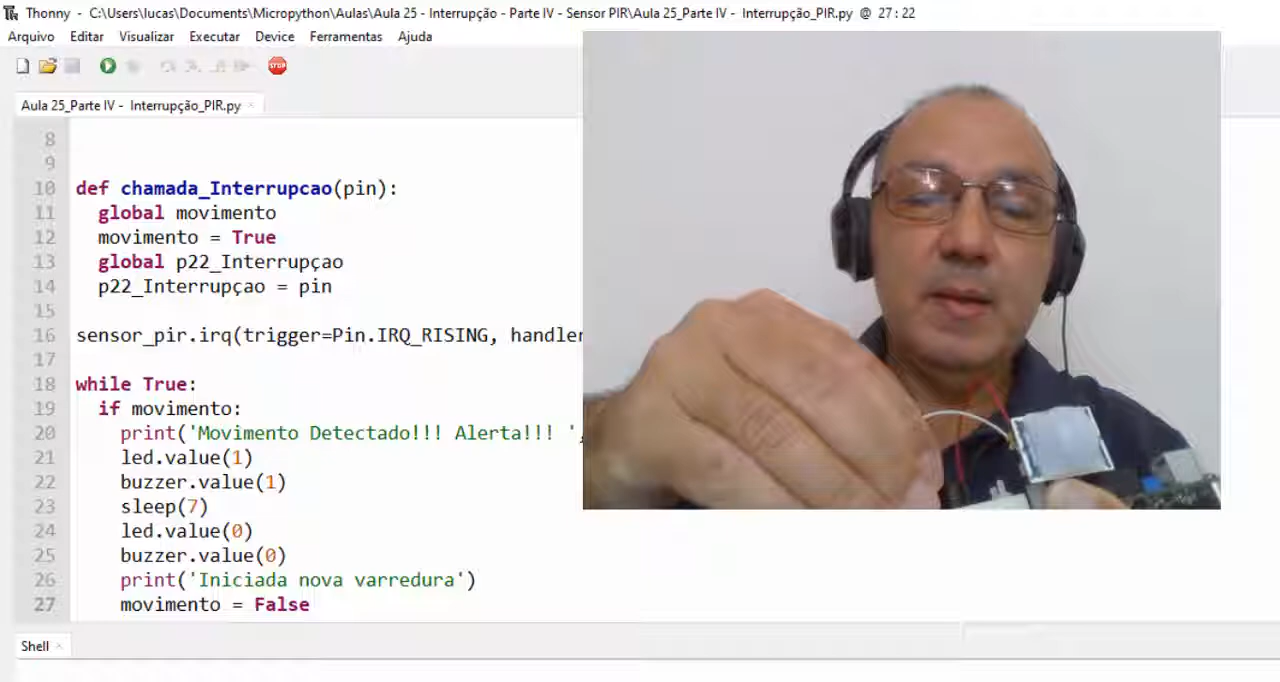 Thonny - C:\Users\lucas\Documents\Micropython\Aulas\Aula 25 - Interrupção - Parte IV - Sensor PIR\Aula 25_Parte IV - Interrupção_PIR.py @ 27 : 22
Arquivo Editar Visualizar Executar Device Ferramentas Ajuda
STOP
Aula 25_Parte IV - Interrupção_PIR.py ×
8
9
10 def chamada_Interrupcao(pin):
11 global movimento
12 movimento = True
13 global p22_Interrupçao
14 p22_Interrupçao = pin
15
16 sensor_pir.irq(trigger=Pin.IRQ_RISING, handler
17
18 while True:
19 if movimento:
20 print('Movimento Detectado!!! Alerta!!! ',
21 led.value(1)
22 buzzer.value(1)
23 sleep(7)
24 led.value(0)
25 buzzer.value(0)
26 print('Iniciada nova varredura')
27 movimento = False
Shell ×